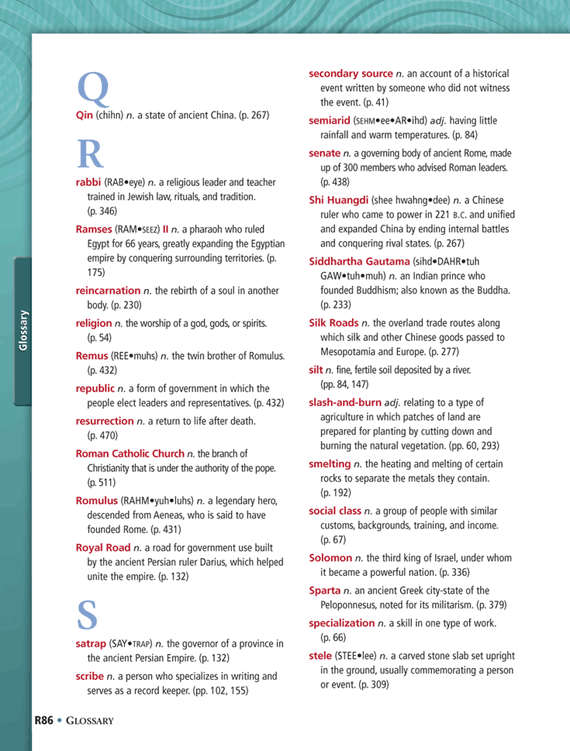 Q
Qin (chihn) n. a state of ancient China. (p. 267)
R
rabbi (RAB•eye) n. a religious leader and teacher
trained in Jewish law, rituals, and tradition.
(p. 346)
Ramses (RAM•SEEZ) II n. a pharaoh who ruled
Egypt for 66 years, greatly expanding the Egyptian
empire by conquering surrounding territories. (p.
175)
reincarnation n. the rebirth of a soul in another
body. (p. 230)
religion n. the worship of a god, gods, or spirits.
(p. 54)
Remus (REE•muhs) n. the twin brother of Romulus.
(p. 432)
republic n. a form of government in which the
people elect leaders and representatives. (p. 432)
resurrection n. a return to life after death.
(p. 470)
Roman Catholic Church n. the branch of
Christianity that is under the authority of the pope.
(p. 511)
Romulus (RAHM•yuh•luhs) n. a legendary hero,
descended from Aeneas, who is said to have
founded Rome. (p. 431)
Royal Road n. a road for government use built
by the ancient Persian ruler Darius, which helped
unite the empire. (p. 132)
S
satrap (SAY•TRAP) n. the governor of a province in
the ancient Persian Empire. (p. 132)
scribe n. a person who specializes in writing and
serves as a record keeper. (pp. 102, 155)
secondary source n. an account of a historical
event written by someone who did not witness
the event. (p. 41)
semiarid (SEHM•ee•AR•ihd) adj. having little
rainfall and warm temperatures. (p. 84)
senate n. a governing body of ancient Rome, made
up of 300 members who advised Roman leaders.
(p. 438)
Shi Huangdi (shee hwahng•dee) n. a Chinese
ruler who came to power in 221 B.C. and unified
and expanded China by ending internal battles
and conquering rival states. (p. 267)
Siddhartha Gautama (sihd•DAHR•tuh
GAW•tuh•muh) n. an Indian prince who
founded Buddhism; also known as the Buddha.
(p. 233)
Silk Roads n. the overland trade routes along
which silk and other Chinese goods passed to
Mesopotamia and Europe. (p. 277)
silt n. fine, fertile soil deposited by a river.
(pp. 84, 147)
slash-and-burn adj. relating to a type of
agriculture in which patches of land are
prepared for planting by cutting down and
burning the natural vegetation. (pp. 60, 293)
smelting n. the heating and melting of certain
rocks to separate the metals they contain.
(p. 192)
social class n. a group of people with similar
customs, backgrounds, training, and income.
(p. 67)
Solomon n. the third king of Israel, under whom
it became a powerful nation. (p. 336)
Sparta n. an ancient Greek city-state of the
Peloponnesus, noted for its militarism. (p. 379)
specialization n. a skill in one type of work.
(p. 66)
stele (STEE•lee) n. a carved stone slab set upright
in the ground, usually commemorating a person
or event. (p. 309)
Glossary
R86 • GLOSSARY